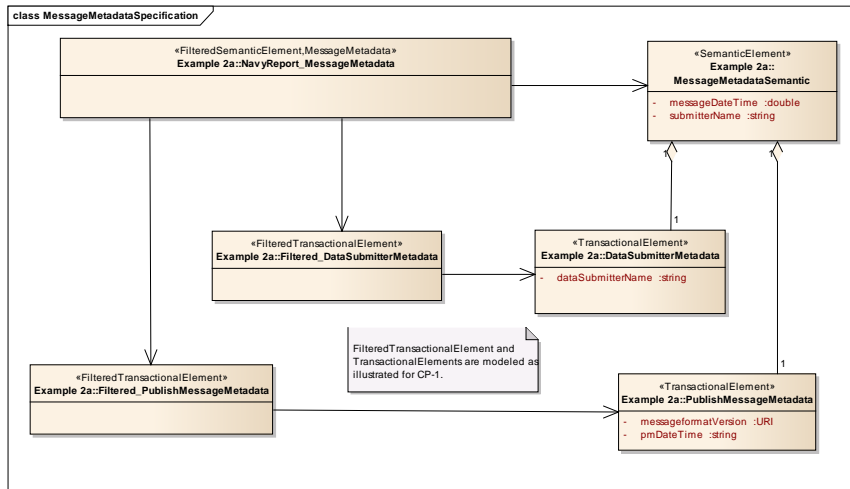 class MessageMetadataSpecification
«FilteredSemanticElement,MessageMetadata»
Example 2a::NavyReport_MessageMetadata
«SemanticElement»
Example 2a::
MessageMetadataSemantic
- messageDateTime :double
- submitterName :string
1
1
«FilteredTransactionalElement»
Example 2a::Filtered_DataSubmitterMetadata
1
«TransactionalElement»
Example 2a::DataSubmitterMetadata
- dataSubmitterName :string
FilteredTransactionalElement and
TransactionalElements are modeled as
illustrated for CP-1.
«FilteredTransactionalElement»
Example 2a::Filtered_PublishMessageMetadata
1
«TransactionalElement»
Example 2a::PublishMessageMetadata
- messageformatVersion :URI
- pmDateTime :string